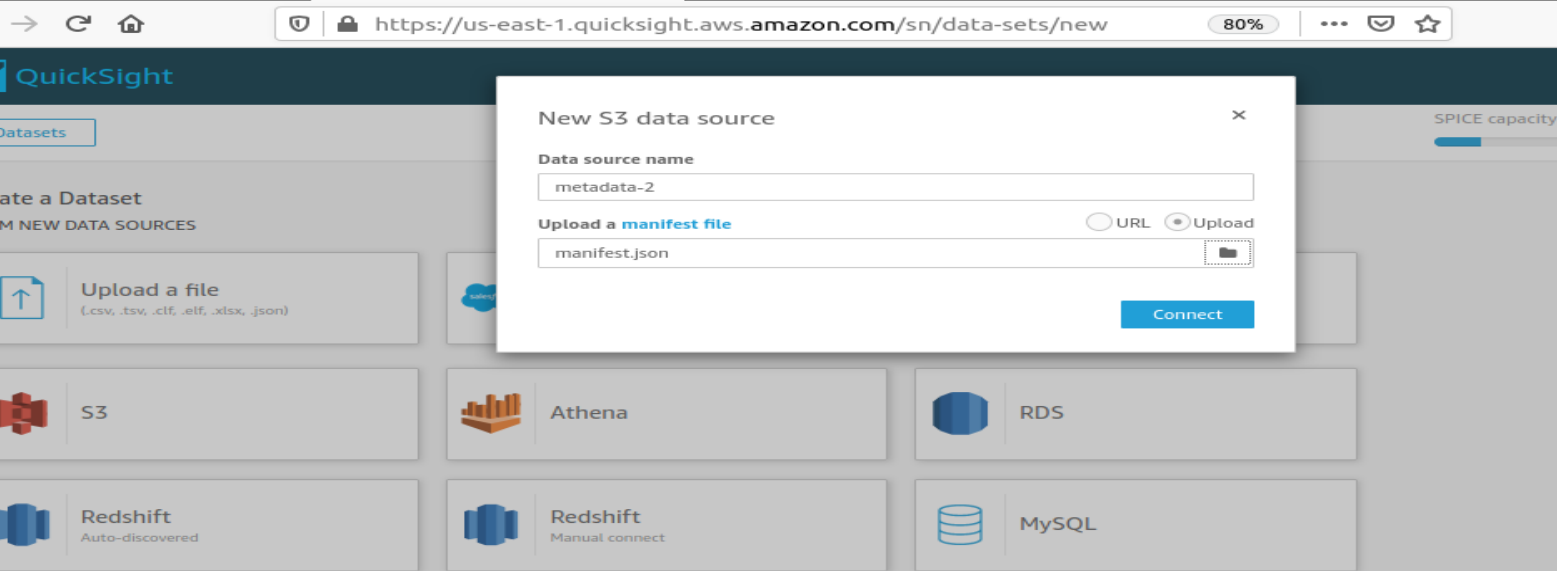 https://us-east-1.quicksight.aws.amazon.com/sn/data-sets/new 80%
QuickSight
New S3 data source
Datasets
SPICE capacity
Data source name
metadata-2
ate a Dataset
M NEW DATA SOURCES
Upload a manifest file URL Upload
manifest.json
Upload a file
(.csv, .tsv, .clf, .elf, .xlsx, .json)
Connect
S3 Athena RDS
Redshift
Auto-discovered
Redshift
Manual connect
MySQL